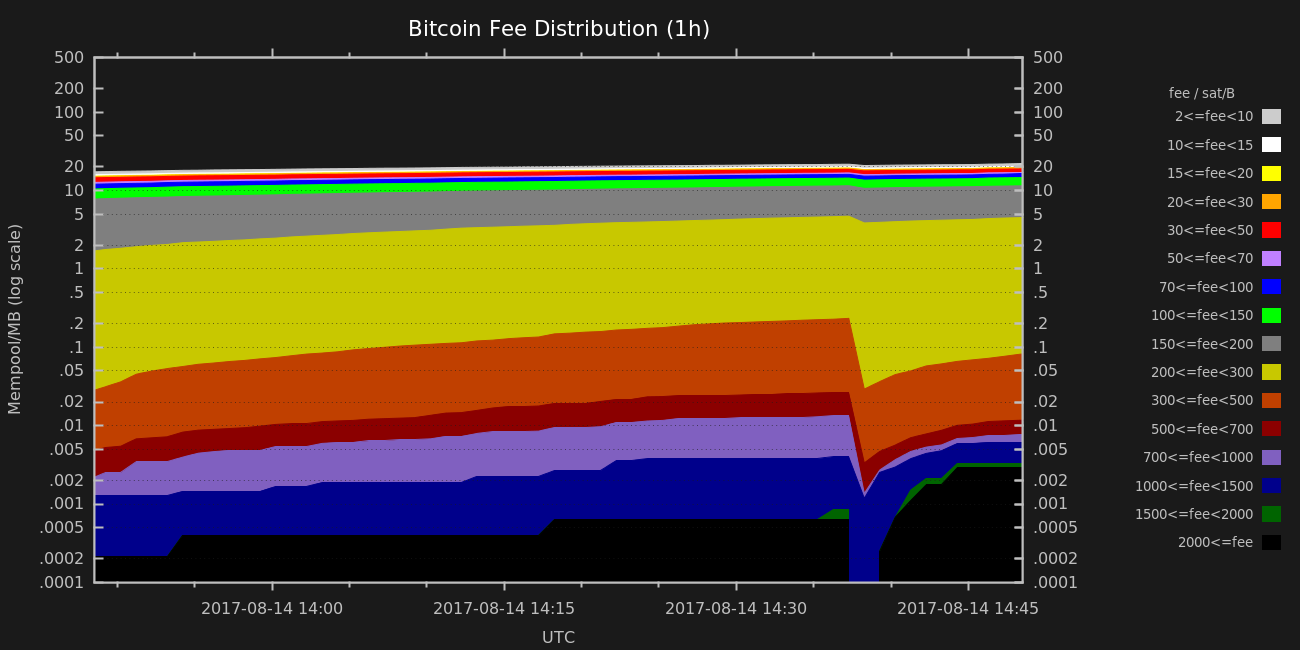 Bitcoin Fee Distribution (1h)
Mempool/MB (log scale)
500
200
100
50
20
10
5
2
1
.5
.2
.1
.05
.02
.01
.005
.002
.001
.0005
.0002
.0001
500
200
100
50
20
10
5
2
1
.5
.2
.1
.05
.02
.01
.005
.002
.001
.0005
.0002
.0001
2017-08-14 14:00 2017-08-14 14:15 2017-08-14 14:30 2017-08-14 14:45
UTC
fee / sat/B
2<=fee<10
10<=fee<15
15<=fee<20
20<=fee<30
30<=fee<50
50<=fee<70
70<=fee<100
100<=fee<150
150<=fee<200
200<=fee<300
300<=fee<500
500<=fee<700
700<=fee<1000
1000<=fee<1500
1500<=fee<2000
2000<=fee